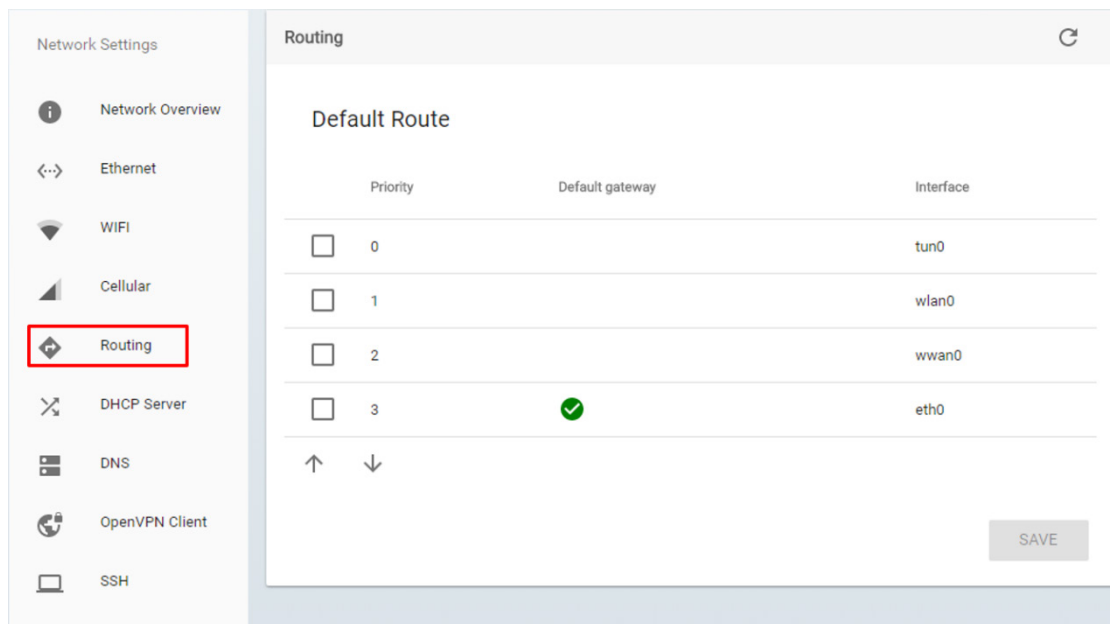 Network Settings
Network Overview
Ethernet
WIFI
Cellular
Routing
DHCP Server
DNS
OpenVPN Client
SSH
Routing
Default Route
Priority Default gateway Interface
0 tun0
1 wlan0
2 wwan0
3 eth0
SAVE